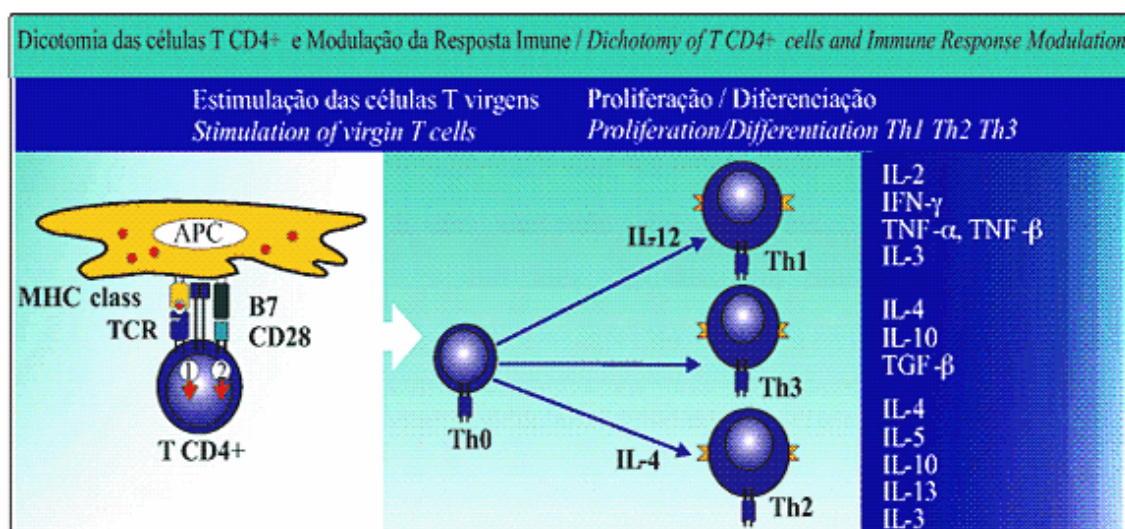 Dicotomia das células T CD4+ e Modulação da Resposta Imune / Dichotomy of T CD4+ cells and Immune Response Modulation
Estimulação das células T virgens
Stimulation of virgin T cells
Proliferação / Diferenciação
Proliferation/Differentiation Th1 Th2 Th3
APC
MHC class
TCR
B7
CD28
1
2
T CD4+
Th0
IL-12
IL-4
Th1
Th3
Th2
IL-2
IFN-γ
TNF-α, TNF-β
IL-3
IL-4
IL-10
TGF-β
IL-4
IL-5
IL-10
IL-13
IL-3